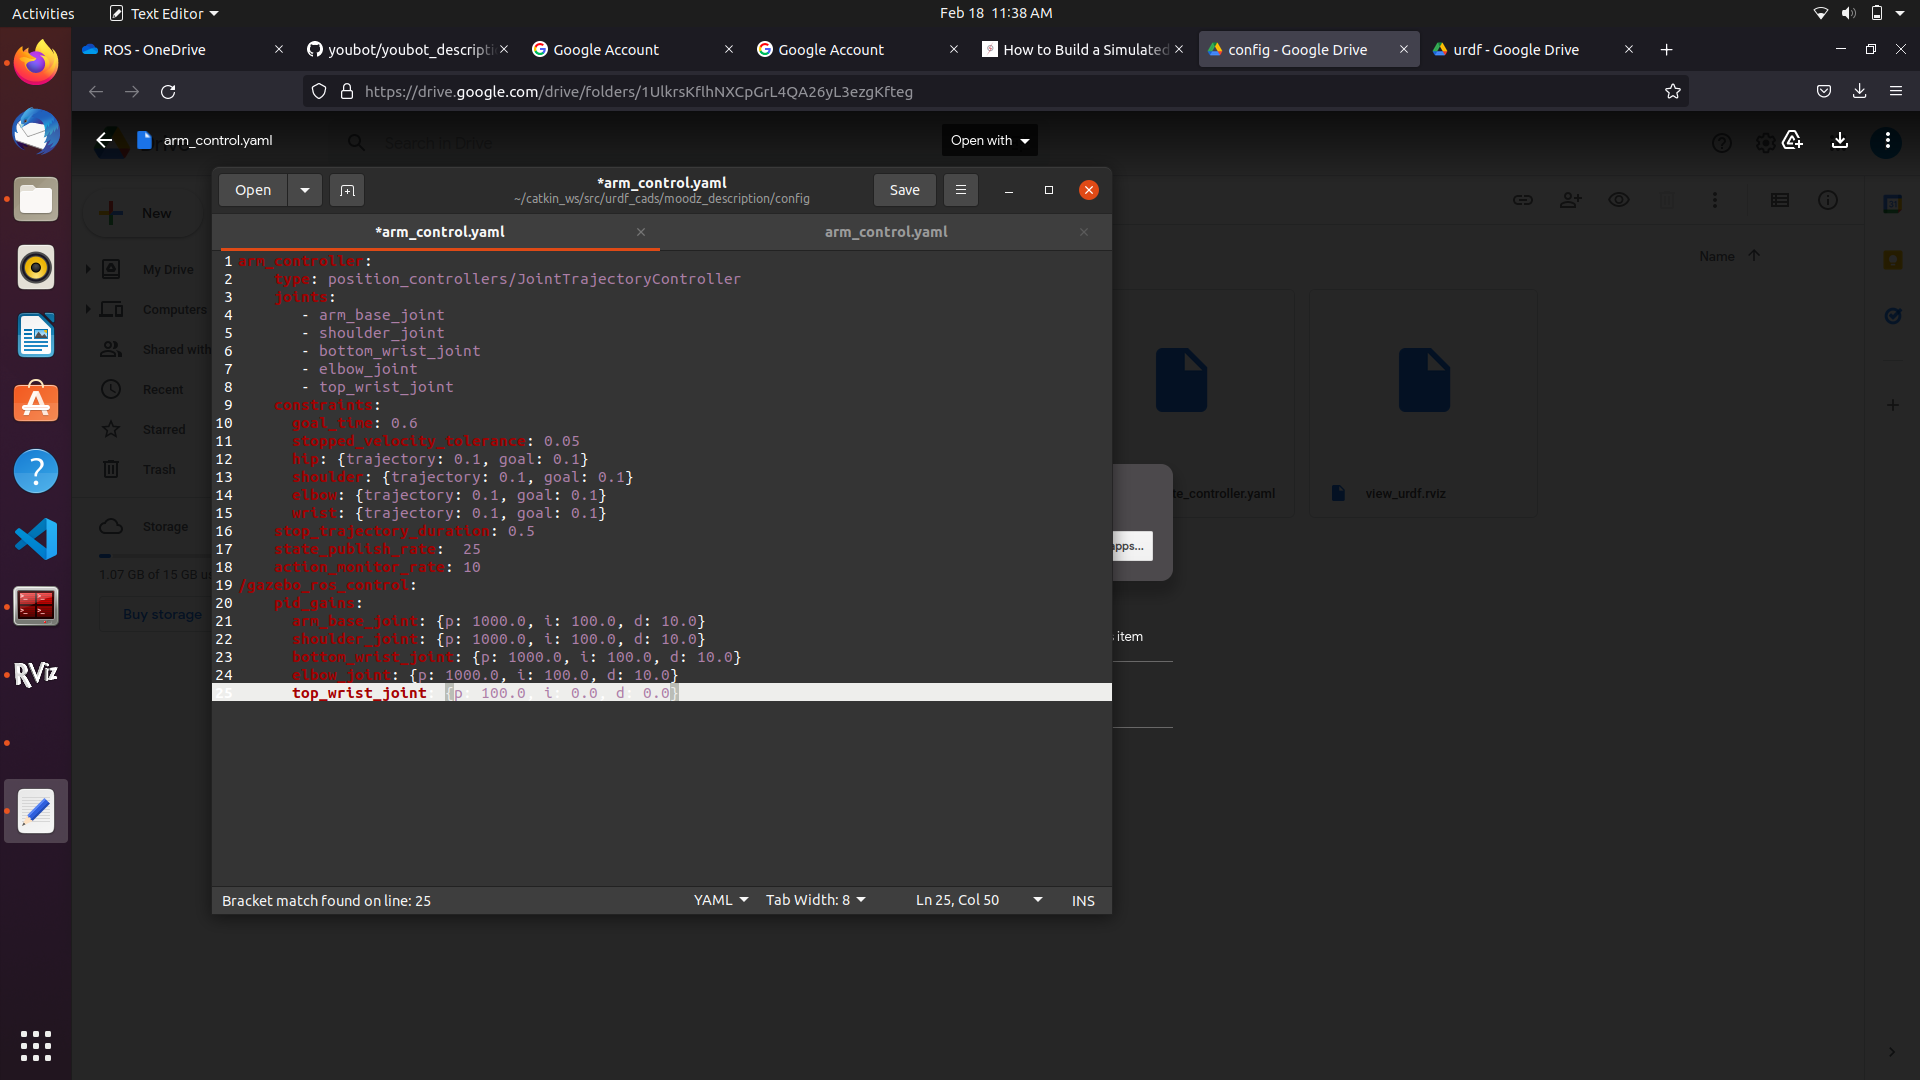 Activities
Text Editor
Feb 18 11:38 AM
ROS - OneDrive
youbot/youbot_descripti
Google Account
Google Account
How to Build a Simulated
config - Google Drive
urdf - Google Drive
https://drive.google.com/drive/folders/1UlkrsKflhNXCpGrL4QA26yL3ezgKfteg
arm_control.yaml
Search in Drive
Open with
Open
*arm_control.yaml
~/catkin_ws/src/urdf_cads/moodz_description/config
Save
*arm_control.yaml
arm_control.yaml
1 arm_controller:
2 type: position_controllers/JointTrajectoryController
3 joints:
4 - arm_base_joint
5 - shoulder_joint
6 - bottom_wrist_joint
7 - elbow_joint
8 - top_wrist_joint
9 constraints:
10 goal_time: 0.6
11 stopped_velocity_tolerance: 0.05
12 hip: {trajectory: 0.1, goal: 0.1}
13 shoulder: {trajectory: 0.1, goal: 0.1}
14 elbow: {trajectory: 0.1, goal: 0.1}
15 wrist: {trajectory: 0.1, goal: 0.1}
16 stop_trajectory_duration: 0.5
17 state_publish_rate: 25
18 action_monitor_rate: 10
19 /gazebo_ros_control:
20 pid_gains:
21 arm_base_joint: {p: 1000.0, i: 100.0, d: 10.0}
22 shoulder_joint: {p: 1000.0, i: 100.0, d: 10.0}
23 bottom_wrist_joint: {p: 1000.0, i: 100.0, d: 10.0}
24 elbow_joint: {p: 1000.0, i: 100.0, d: 10.0}
25 top_wrist_joint: {p: 100.0, i: 0.0, d: 0.0}
Bracket match found on line: 25
YAML
Tab Width: 8
Ln 25, Col 50
INS
New
My Drive
Computers
Shared with
Recent
Starred
Trash
Storage
1.07 GB of 15 GB us
Buy storage
Name
te_controller.yaml
view_urdf.rviz
apps...
s item
RViz